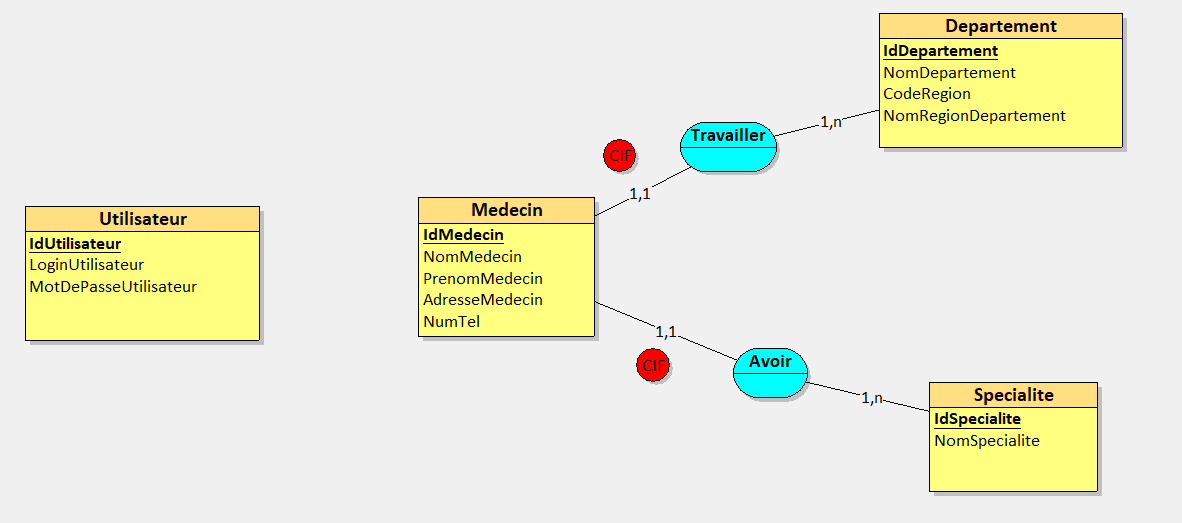 Departement
IdDepartement
NomDepartement
CodeRegion
NomRegionDepartement
1,n
Travailler
CIF
1,1
Utilisateur
IdUtilisateur
LoginUtilisateur
MotDePasseUtilisateur
Medecin
IdMedecin
NomMedecin
PrenomMedecin
AdresseMedecin
NumTel
1,1
CIF
Avoir
1,n
Specialite
IdSpecialite
NomSpecialite